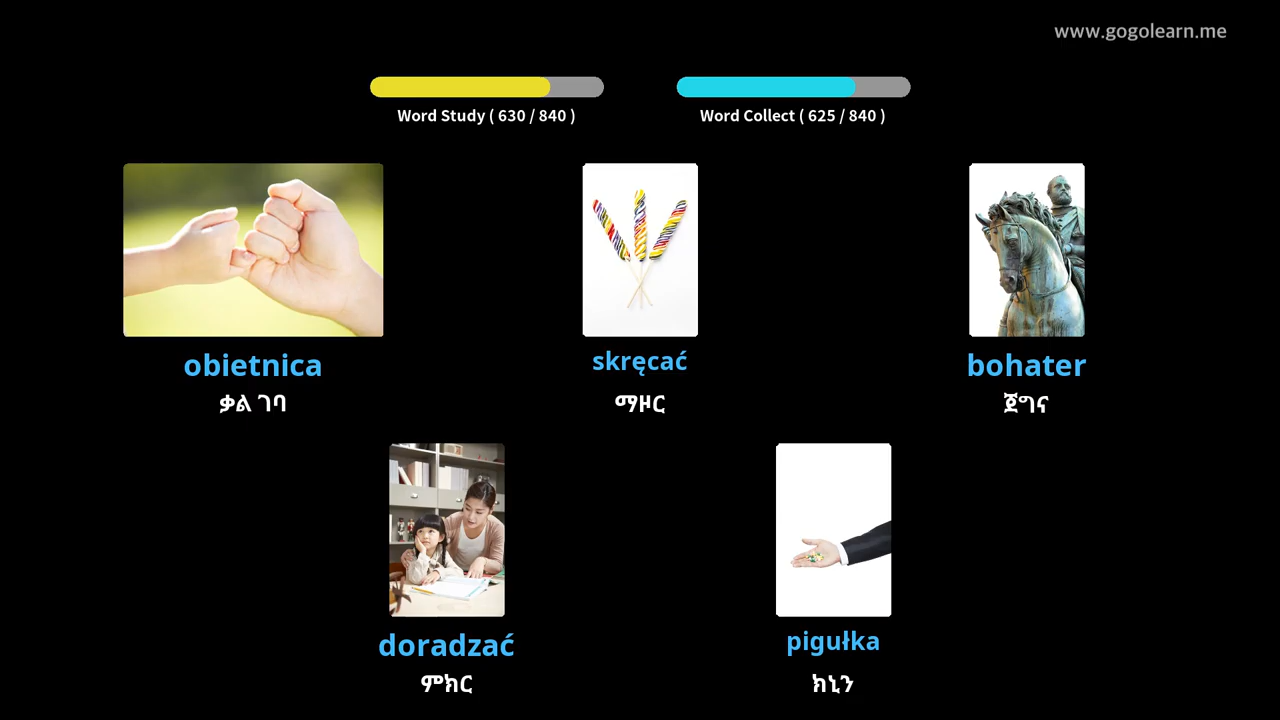 www.gogolearn.me
Word Study ( 630 / 840 )
Word Collect ( 625 / 840 )
obietnica
ቃል ገባ
skręcać
ማዞር
bohater
ጀግና
doradzać
ምክር
pigułka
ክኒን